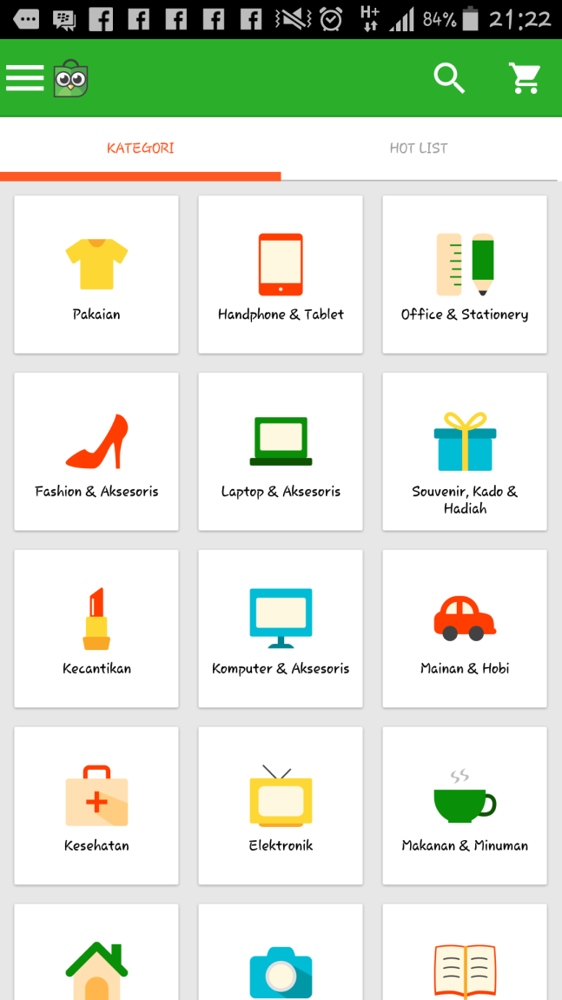 H+
84%
21:22
KATEGORI
HOT LIST
Pakaian
Handphone & Tablet
Office & Stationery
Fashion & Aksesoris
Laptop & Aksesoris
Souvenir, Kado &
Hadiah
Kecantikan
Komputer & Aksesoris
Mainan & Hobi
Kesehatan
Elektronik
Makanan & Minuman